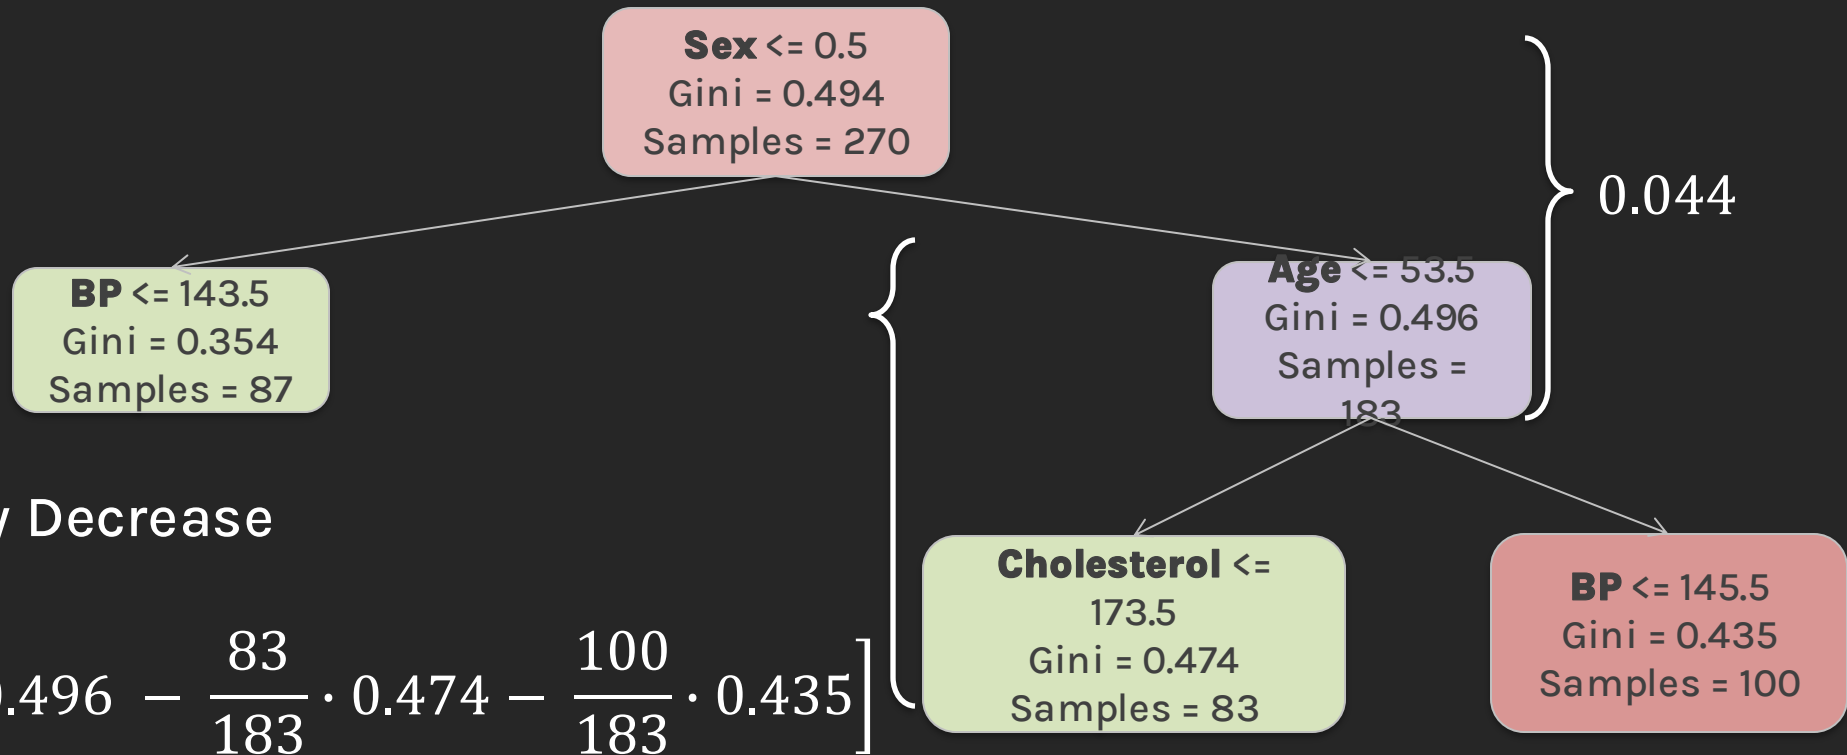 Sex <= 0.5
Gini = 0.494
Samples = 270
0.044
BP <= 143.5
Gini = 0.354
Samples = 87
Age <= 53.5
Gini = 0.496
Samples =
183
y Decrease
Cholesterol <=
173.5
Gini = 0.474
Samples = 83
BP <= 145.5
Gini = 0.435
Samples = 100
.496 − 83/183 · 0.474 − 100/183 · 0.435]